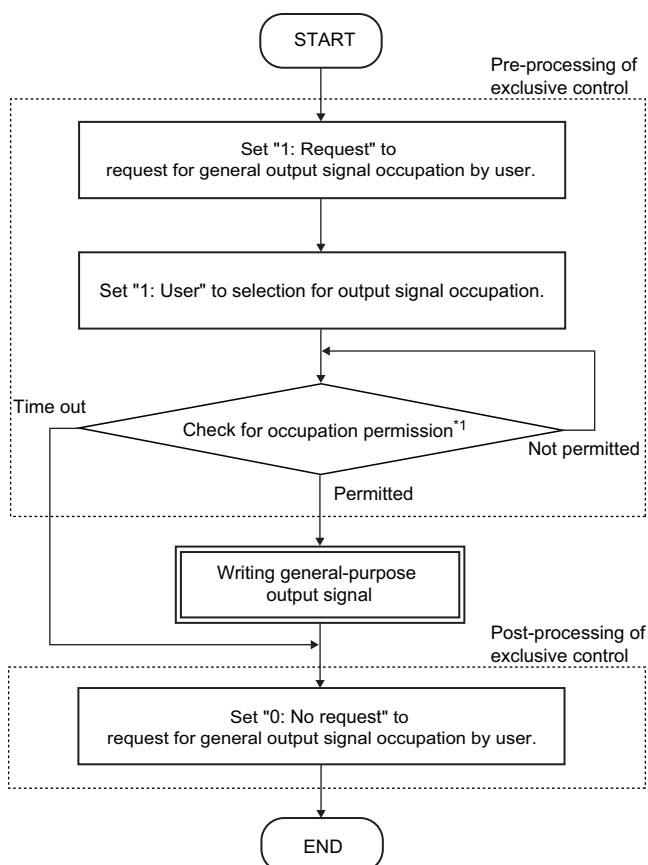 START
Pre-processing of
exclusive control
Set "1: Request" to
request for general output signal occupation by user.
Set "1: User" to selection for output signal occupation.
Time out
Check for occupation permission*1
Not permitted
Permitted
Writing general-purpose
output signal
Post-processing of
exclusive control
Set "0: No request" to
request for general output signal occupation by user.
END